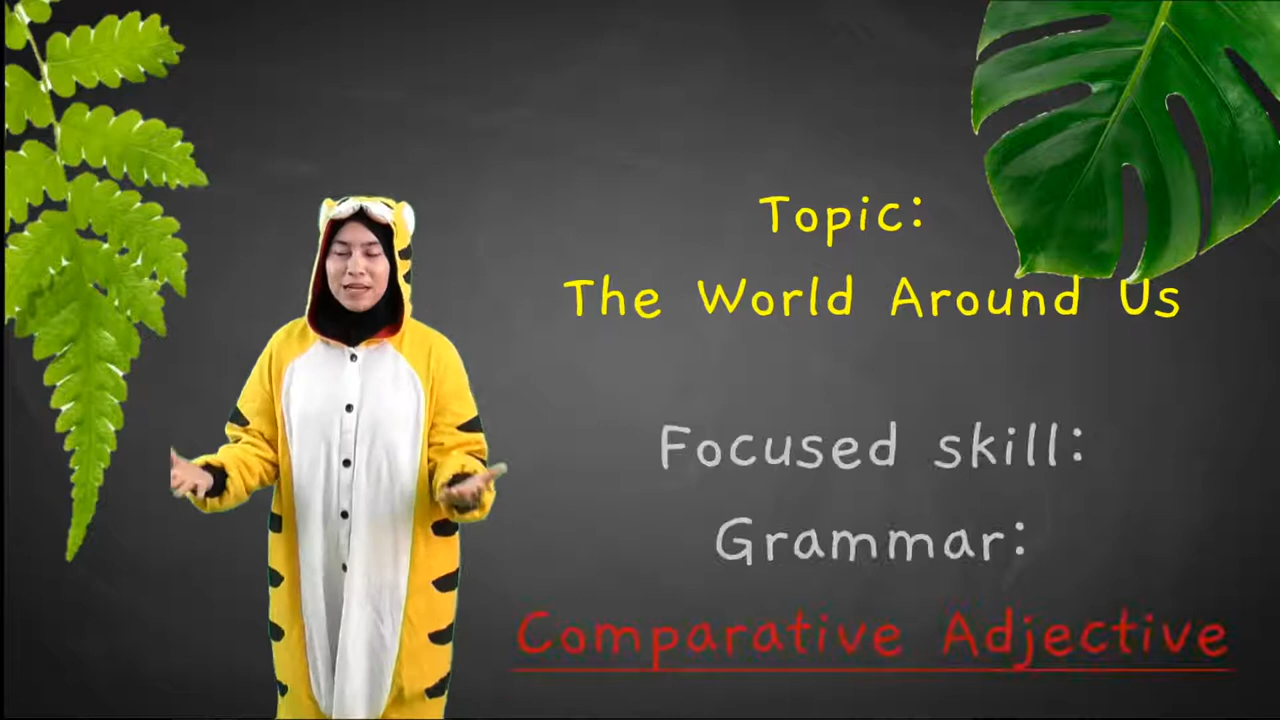 Topic:
The World Around Us
Focused skill:
Grammar:
Comparative Adjective